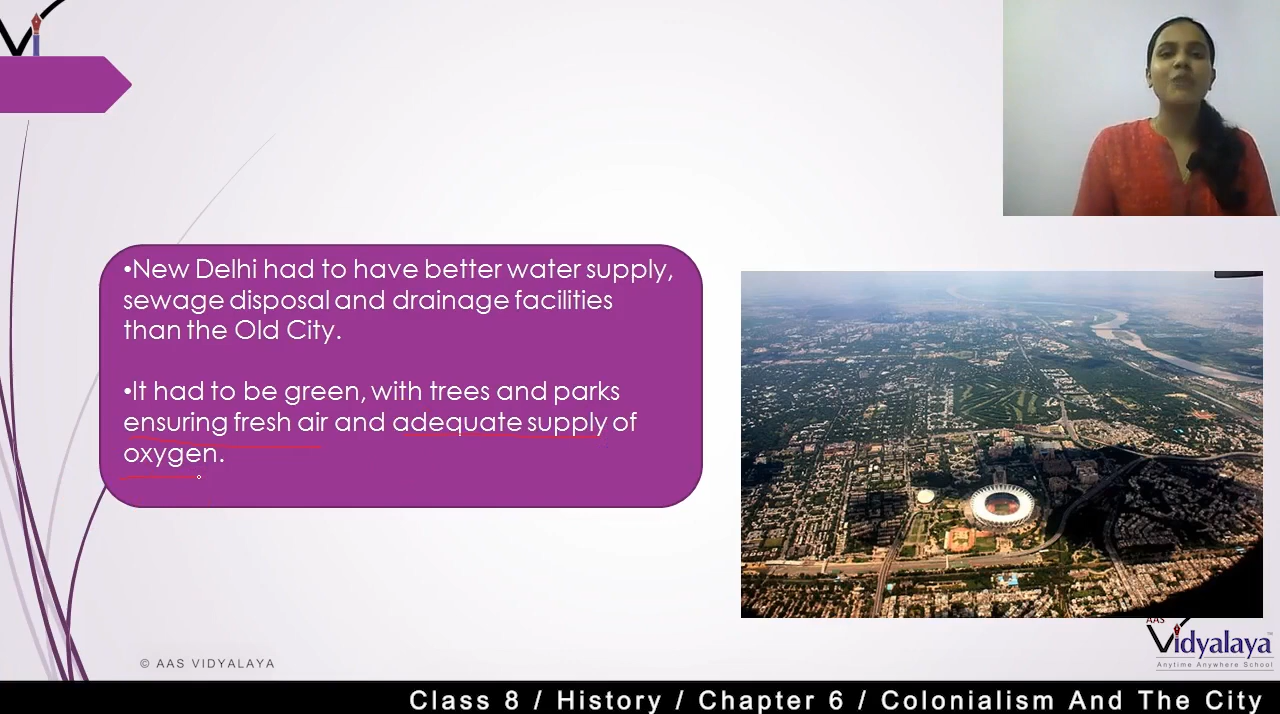 •New Delhi had to have better water supply,
sewage disposal and drainage facilities
than the Old City.
•It had to be green, with trees and parks
ensuring fresh air and adequate supply of
oxygen.
AAS
Vidyalaya
Anytime Anywhere School
© AAS VIDYALAYA
Class 8 / History / Chapter 6 / Colonialism And The City